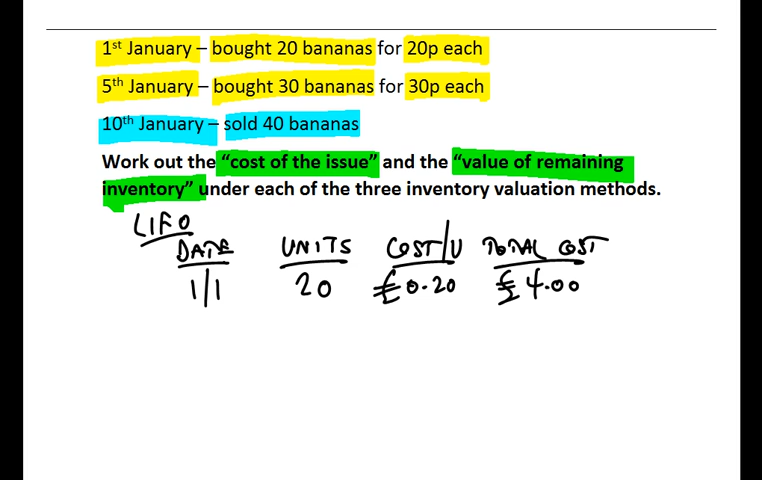 1st January – bought 20 bananas for 20p each
5th January – bought 30 bananas for 30p each
10th January – sold 40 bananas
Work out the “cost of the issue” and the “value of remaining
inventory” under each of the three inventory valuation methods.
LIFO
DATE UNITS COST/U TOTAL COST
1/1 20 £0.20 £4.00